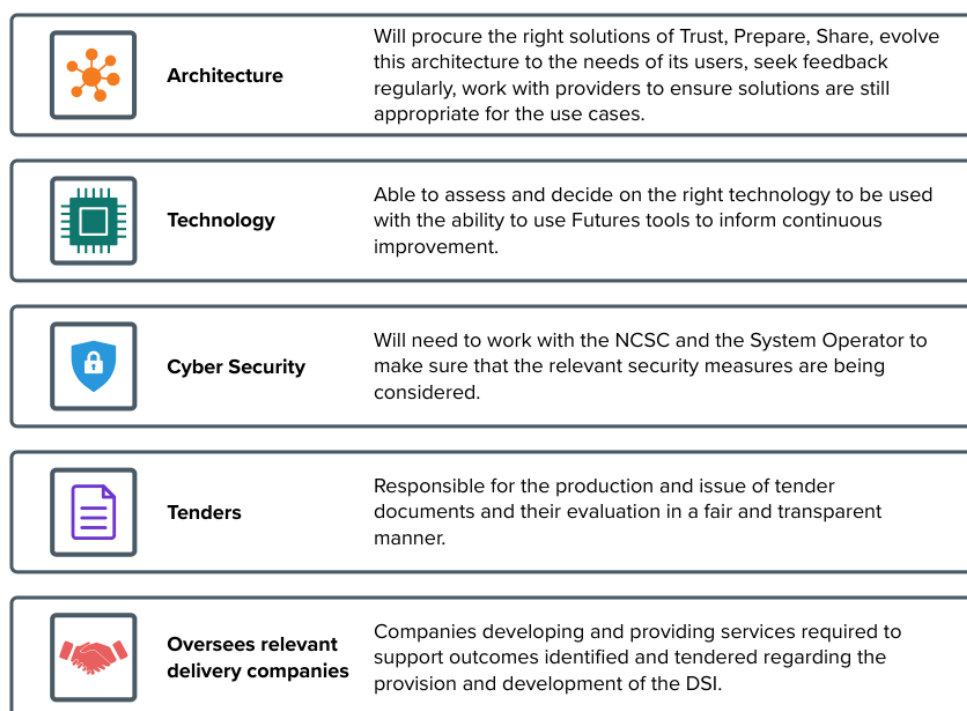 Architecture
Will procure the right solutions of Trust, Prepare, Share, evolve
this architecture to the needs of its users, seek feedback
regularly, work with providers to ensure solutions are still
appropriate for the use cases.
Technology
Able to assess and decide on the right technology to be used
with the ability to use Futures tools to inform continuous
improvement.
Cyber Security
Will need to work with the NCSC and the System Operator to
make sure that the relevant security measures are being
considered.
Tenders
Responsible for the production and issue of tender
documents and their evaluation in a fair and transparent
manner.
Oversees relevant
delivery companies
Companies developing and providing services required to
support outcomes identified and tendered regarding the
provision and development of the DSI.